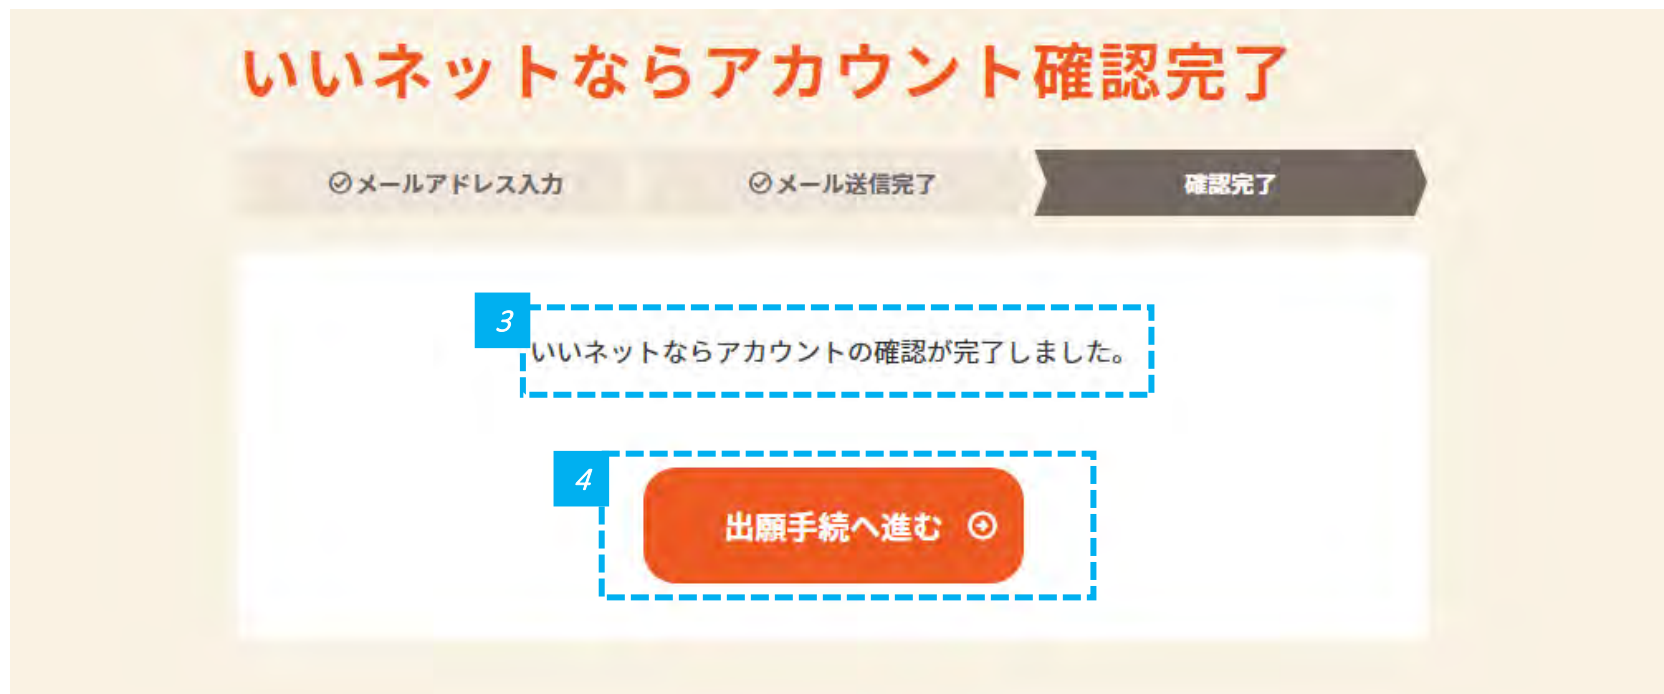 いいネットならアカウント確認完了
メールアドレス入力
メール送信完了
確認完了
3
いいネットならアカウントの確認が完了しました。
4
出願手続へ進む